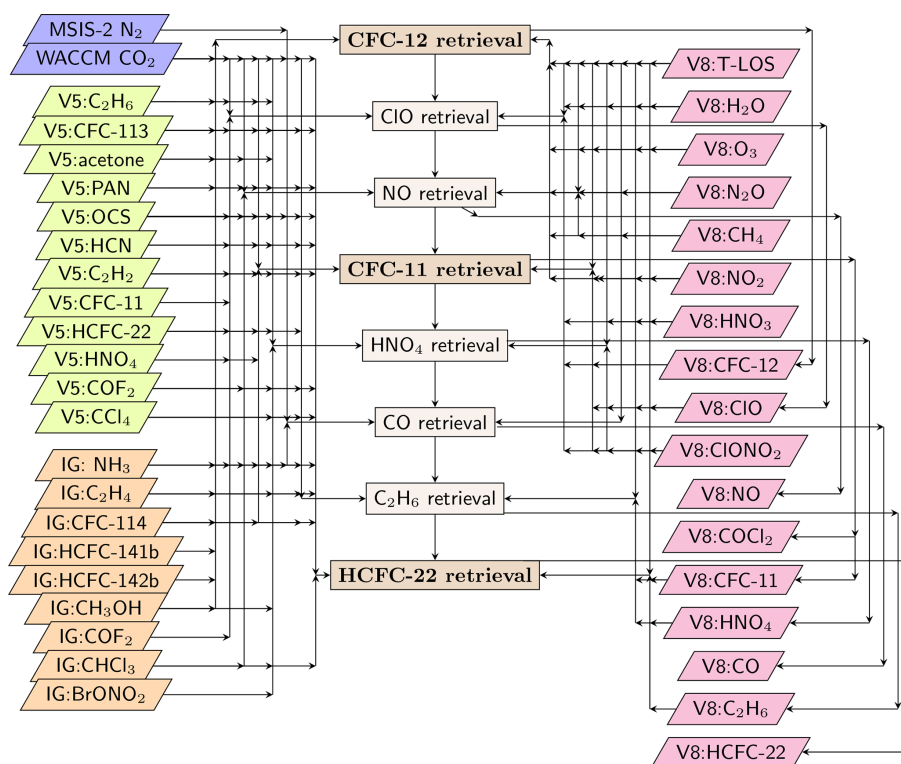 MSIS-2 N₂
WACCM CO₂
V5:C₂H₆
V5:CFC-113
V5:acetone
V5:PAN
V5:OCS
V5:HCN
V5:C₂H₂
V5:CFC-11
V5:HCFC-22
V5:HNO₄
V5:COF₂
V5:CCl₄
IG: NH₃
IG:C₂H₄
IG:CFC-114
IG:HCFC-141b
IG:HCFC-142b
IG:CH₃OH
IG:COF₂
IG:CHCl₃
IG:BrONO₂
CFC-12 retrieval
ClO retrieval
NO retrieval
CFC-11 retrieval
HNO₄ retrieval
CO retrieval
C₂H₆ retrieval
HCFC-22 retrieval
V8:T-LOS
V8:H₂O
V8:O₃
V8:N₂O
V8:CH₄
V8:NO₂
V8:HNO₃
V8:CFC-12
V8:ClO
V8:ClONO₂
V8:NO
V8:COCl₂
V8:CFC-11
V8:HNO₄
V8:CO
V8:C₂H₆
V8:HCFC-22